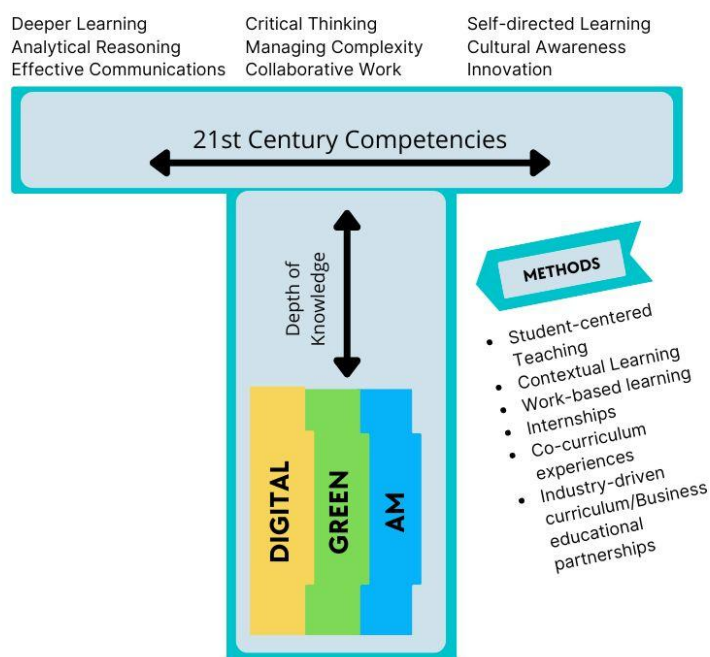 Deeper Learning
Analytical Reasoning
Effective Communications
Critical Thinking
Managing Complexity
Collaborative Work
Self-directed Learning
Cultural Awareness
Innovation
21st Century Competencies
Depth of
Knowledge
DIGITAL
GREEN
AM
METHODS
• Student-centered
Teaching
• Contextual Learning
• Work-based learning
• Internships
• Co-curriculum
experiences
• Industry-driven
curriculum/Business
educational
partnerships